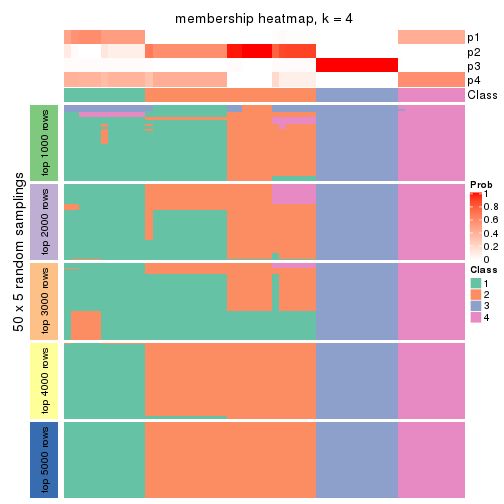 membership heatmap, k = 4
p1
p2
p3
p4
Class
50 x 5 random samplings
top 1000 rows
top 2000 rows
top 3000 rows
top 4000 rows
top 5000 rows
Prob
1
0.8
0.6
0.4
0.2
0
Class
1
2
3
4